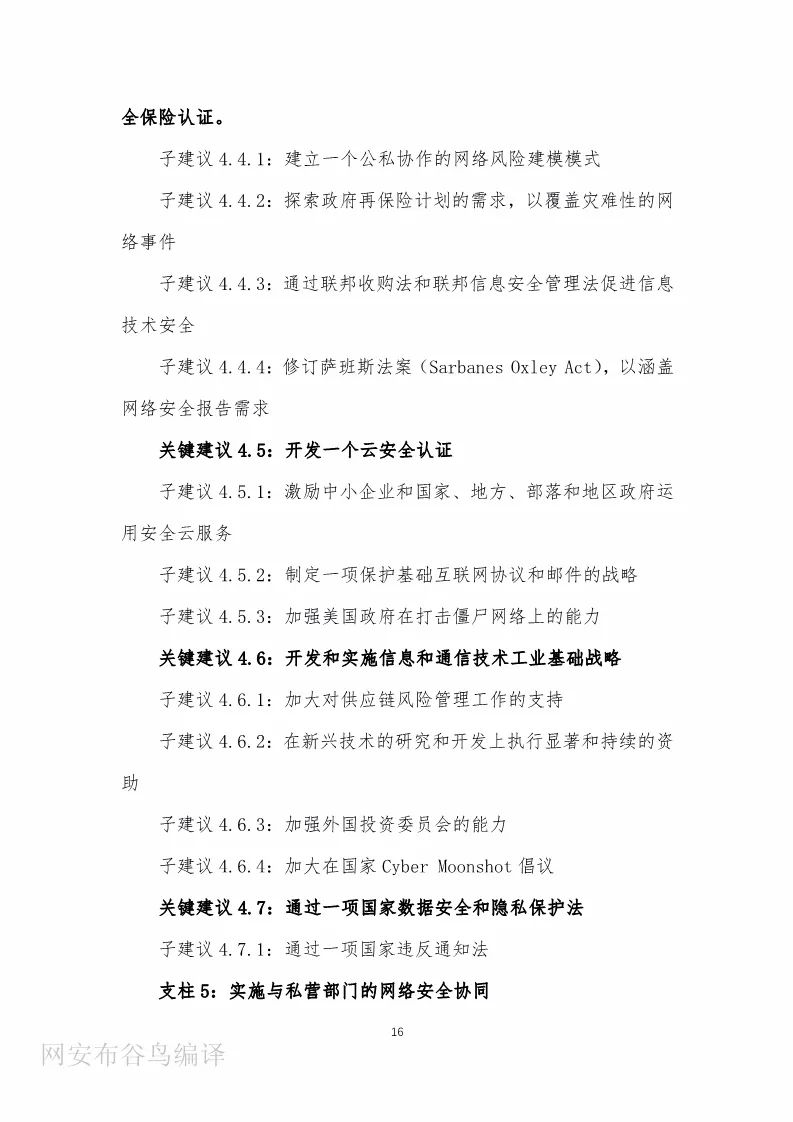 全保险认证。
子建议 4.4.1：建立一个公私协作的网络风险建模模式
子建议 4.4.2：探索政府再保险计划的需求，以覆盖灾难性的网
络事件
子建议 4.4.3：通过联邦收购法和联邦信息安全管理法促进信息
技术安全
子建议 4.4.4：修订萨班斯法案（Sarbanes Oxley Act），以涵盖
网络安全报告需求
关键建议 4.5：开发一个云安全认证
子建议 4.5.1：激励中小企业和国家、地方、部落和地区政府运
用安全云服务
子建议 4.5.2：制定一项保护基础互联网协议和邮件的战略
子建议 4.5.3：加强美国政府在打击僵尸网络上的能力
关键建议 4.6：开发和实施信息和通信技术工业基础战略
子建议 4.6.1：加大对供应链风险管理工作的支持
子建议 4.6.2：在新兴技术的研究和开发上执行显著和持续的资
助
子建议 4.6.3：加强外国投资委员会的能力
子建议 4.6.4：加大在国家 Cyber Moonshot 倡议
关键建议 4.7：通过一项国家数据安全和隐私保护法
子建议 4.7.1：通过一项国家违反通知法
支柱 5：实施与私营部门的网络安全协同
16
网安布谷鸟编译